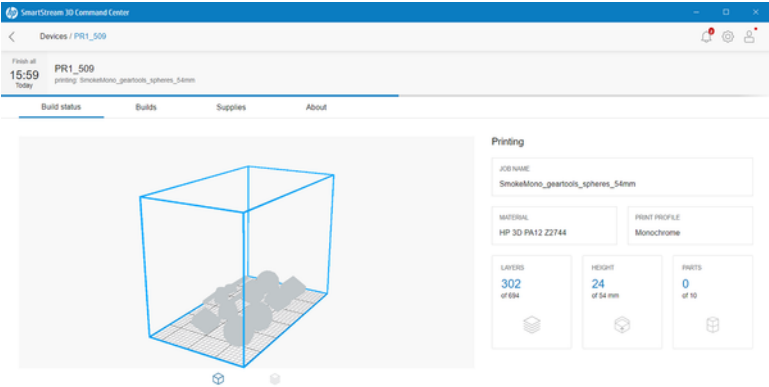 hp SmartStream 3D Command Center
Devices / PR1_509
Finish all
15:59
Today
PR1_509
printing: SmokeMono_geartools_spheres_54mm
Build status
Builds
Supplies
About
Printing
JOB NAME
SmokeMono_geartools_spheres_54mm
MATERIAL
HP 3D PA12 Z2744
PRINT PROFILE
Monochrome
LAYERS
302
of 694
HEIGHT
24
of 54 mm
PARTS
0
of 10